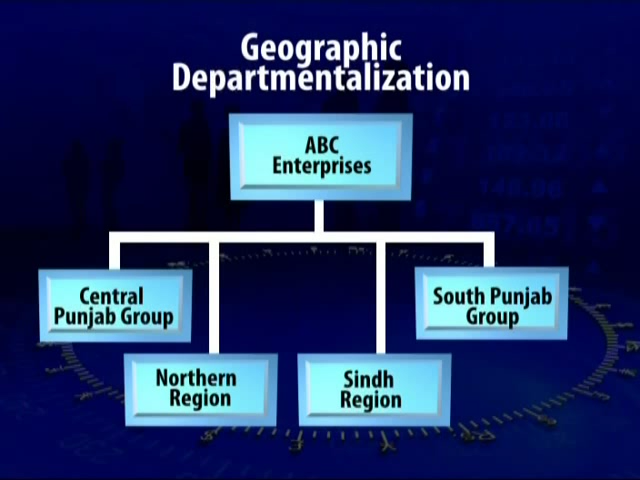 Geographic
Departmentalization
ABC
Enterprises
Central
Punjab Group
South Punjab
Group
Northern
Region
Sindh
Region